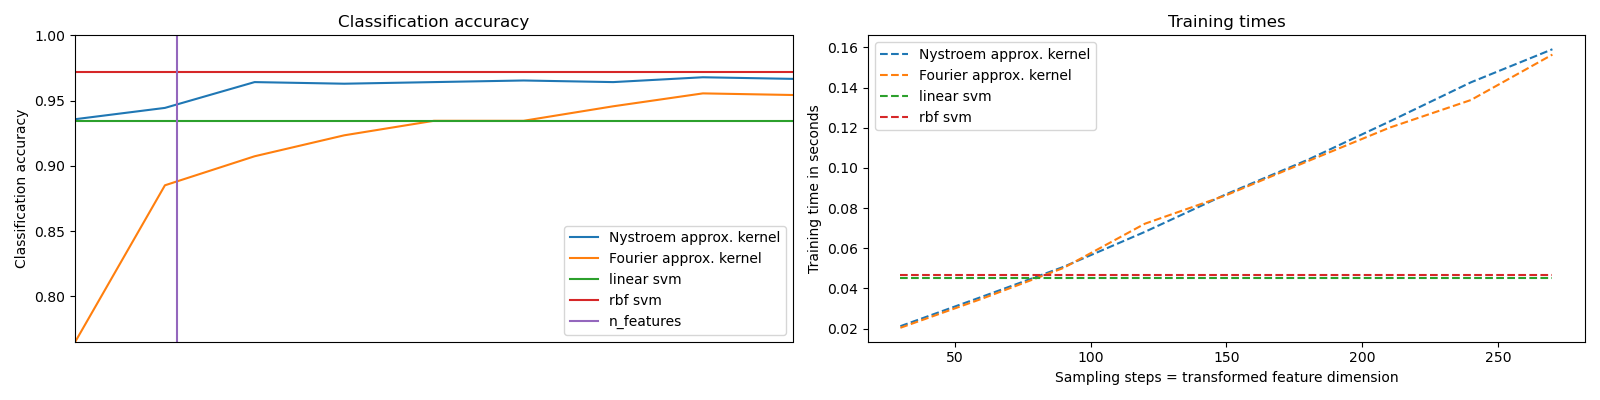 Classification accuracy
1.00
0.95
0.90
0.85
0.80
Classification accuracy
Nystroem approx. kernel
Fourier approx. kernel
linear svm
rbf svm
n_features
Training times
0.16
0.14
0.12
0.10
0.08
0.06
0.04
0.02
Training time in seconds
Nystroem approx. kernel
Fourier approx. kernel
linear svm
rbf svm
50 100 150 200 250
Sampling steps = transformed feature dimension